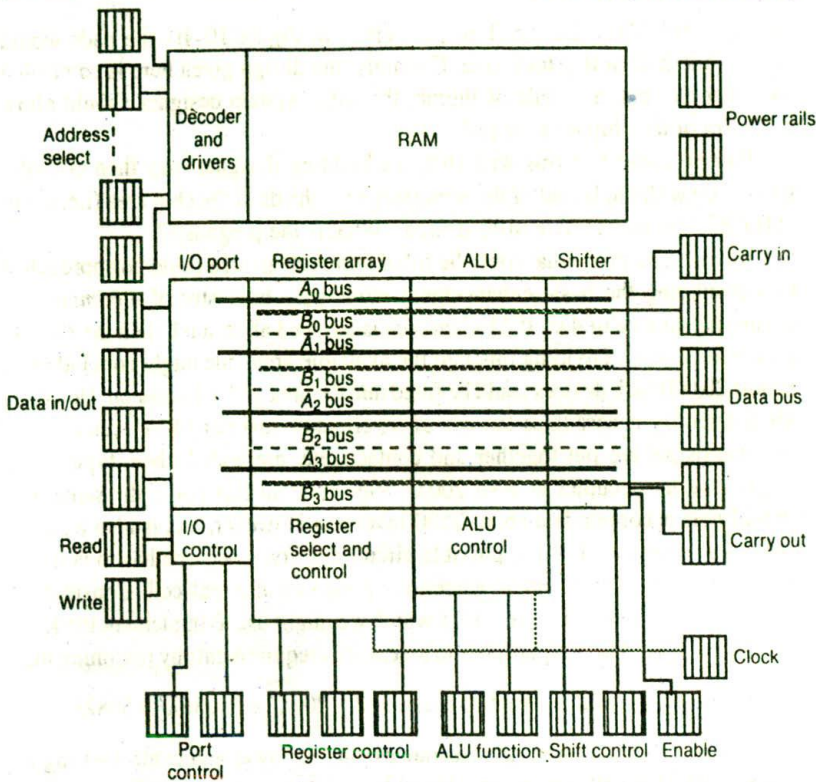 Decoder
and
drivers
RAM
Power rails
Address
select
I/O port
Register array
ALU
Shifter
Carry in
A₀ bus
B₀ bus
A₁ bus
B₁ bus
A₂ bus
B₂ bus
A₃ bus
B₃ bus
Data in/out
Data bus
Read
Write
I/O
control
Register
select and
control
ALU
control
Carry out
Clock
Port
control
Register control
ALU function
Shift control
Enable